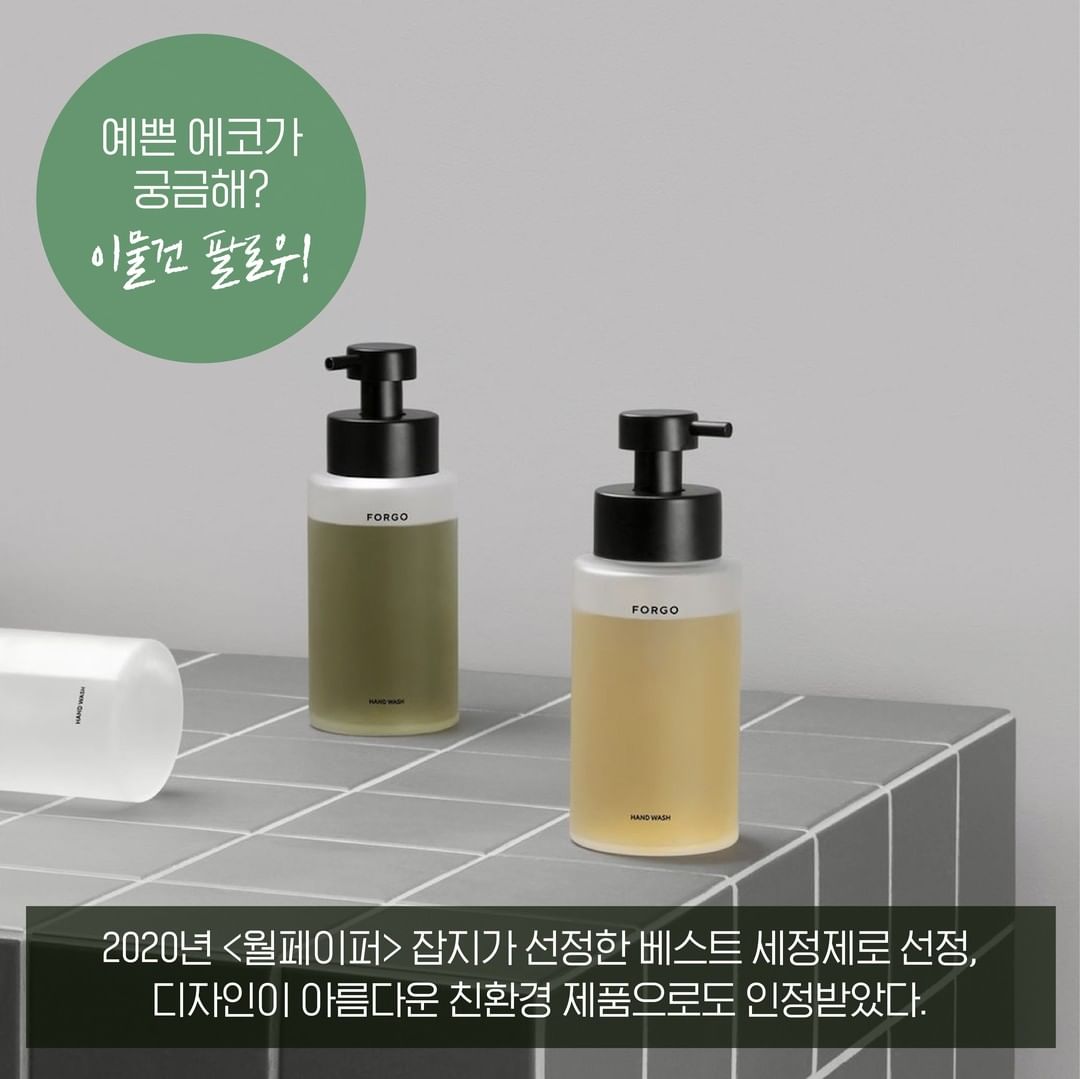 예쁜 에코가
궁금해?
이물건 팔로우!
FORGO
HAND WASH
FORGO
HAND WASH
HAND WASH
2020년 <월페이퍼> 잡지가 선정한 베스트 세정제로 선정,
디자인이 아름다운 친환경 제품으로도 인정받았다.